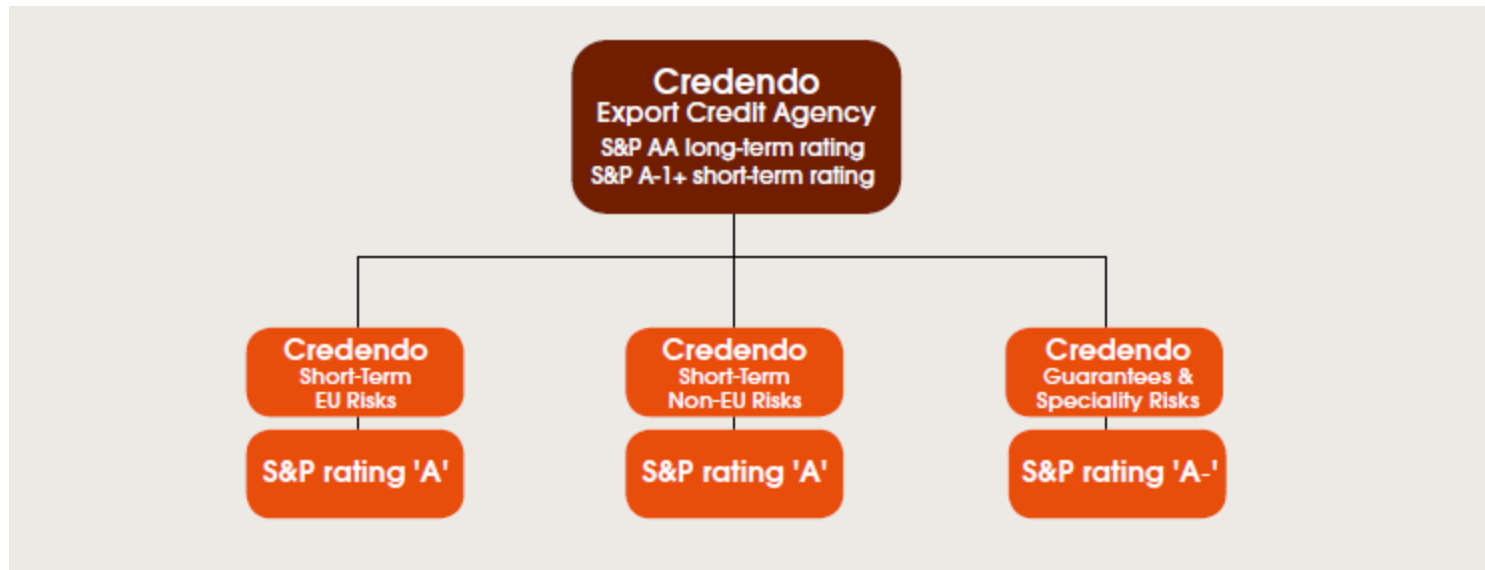 Credendo
Export Credit Agency
S&P AA long-term rating
S&P A-1+ short-term rating
Credendo
Short-Term
EU Risks
Credendo
Short-Term
Non-EU Risks
Credendo
Guarantees &
Speciality Risks
S&P rating 'A'
S&P rating 'A'
S&P rating 'A-'